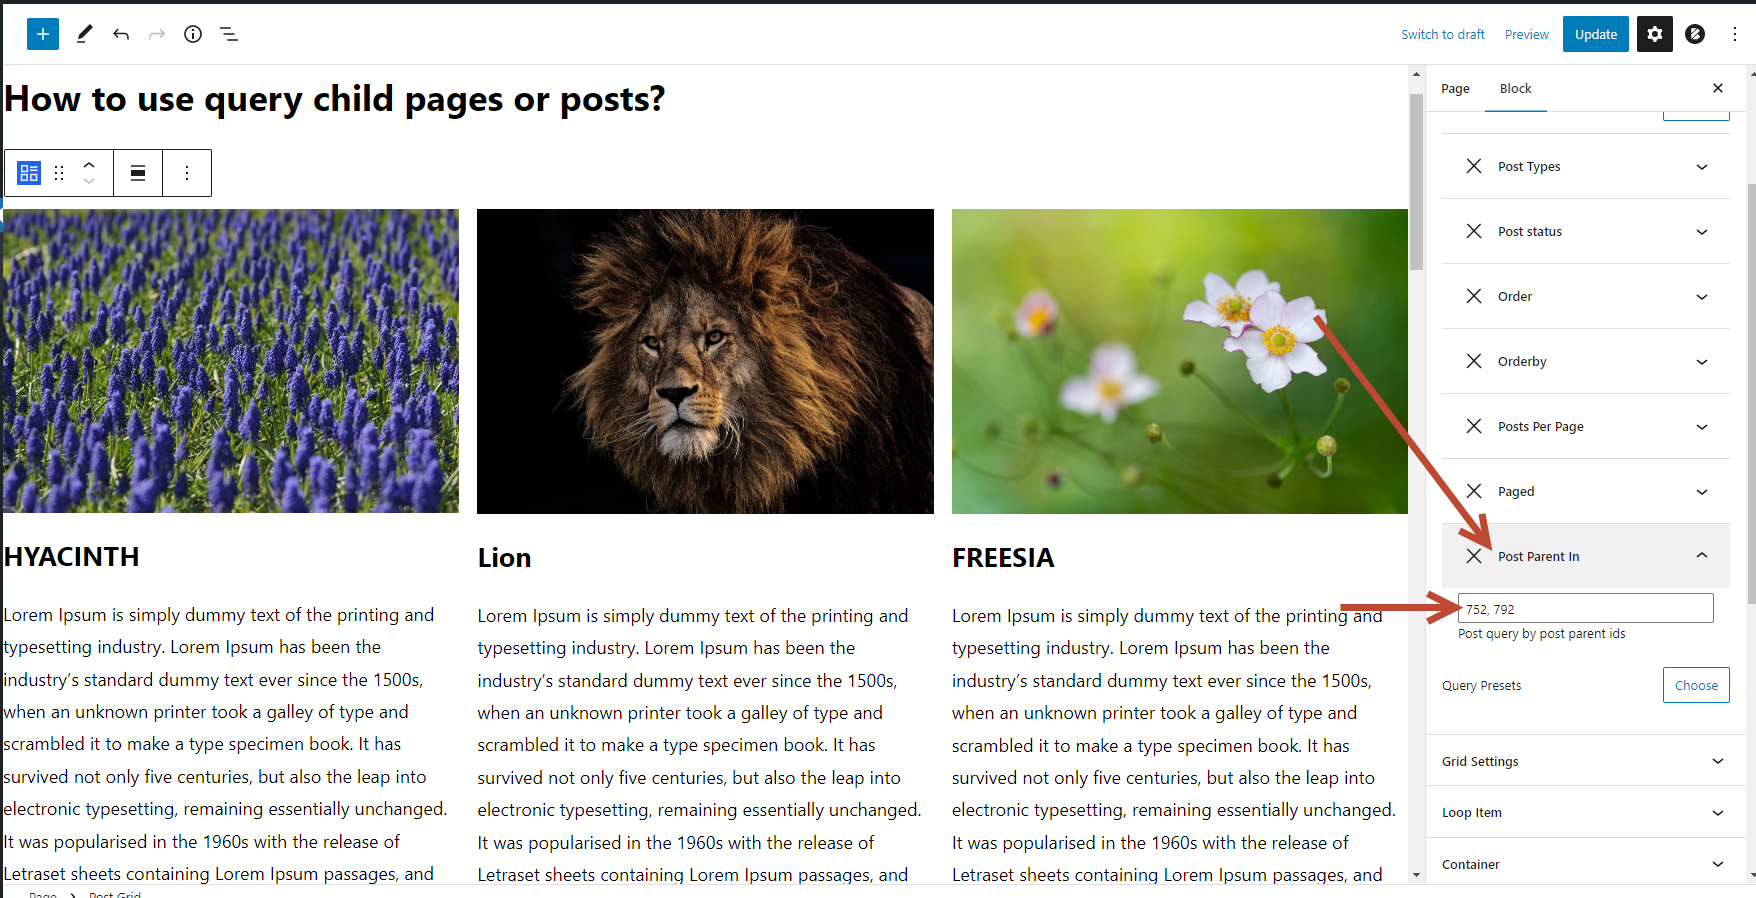 Switch to draft
Preview
Update
How to use query child pages or posts?
Page
Block
Post Types
Post status
Order
Orderby
Posts Per Page
Paged
Post Parent In
752, 792
Post query by post parent ids
Query Presets
Choose
Grid Settings
Loop Item
Container
HYACINTH
Lorem Ipsum is simply dummy text of the printing and
typesetting industry. Lorem Ipsum has been the
industry’s standard dummy text ever since the 1500s,
when an unknown printer took a galley of type and
scrambled it to make a type specimen book. It has
survived not only five centuries, but also the leap into
electronic typesetting, remaining essentially unchanged.
It was popularised in the 1960s with the release of
Letraset sheets containing Lorem Ipsum passages, and
Lion
Lorem Ipsum is simply dummy text of the printing and
typesetting industry. Lorem Ipsum has been the
industry’s standard dummy text ever since the 1500s,
when an unknown printer took a galley of type and
scrambled it to make a type specimen book. It has
survived not only five centuries, but also the leap into
electronic typesetting, remaining essentially unchanged.
It was popularised in the 1960s with the release of
Letraset sheets containing Lorem Ipsum passages, and
FREESIA
Lorem Ipsum is simply dummy text of the printing and
typesetting industry. Lorem Ipsum has been the
industry’s standard dummy text ever since the 1500s,
when an unknown printer took a galley of type and
scrambled it to make a type specimen book. It has
survived not only five centuries, but also the leap into
electronic typesetting, remaining essentially unchanged.
It was popularised in the 1960s with the release of
Letraset sheets containing Lorem Ipsum passages, and
Page
Post Grid